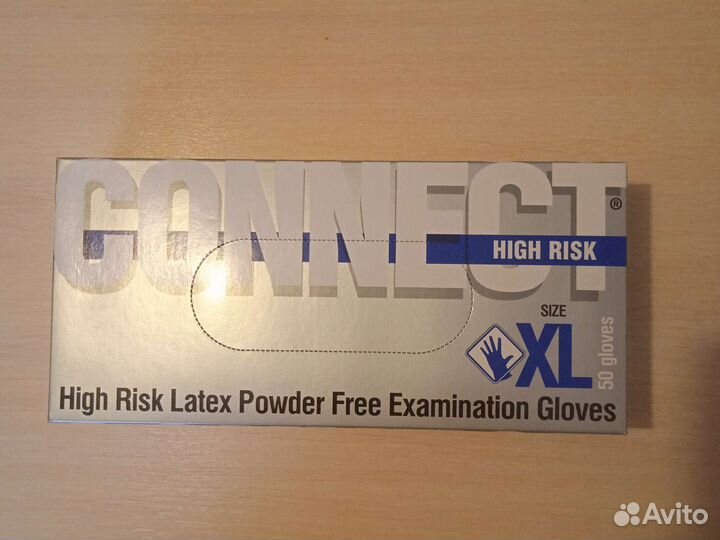 CONNECT®
HIGH RISK
SIZE
XL
50 gloves
High Risk Latex Powder Free Examination Gloves
Avito